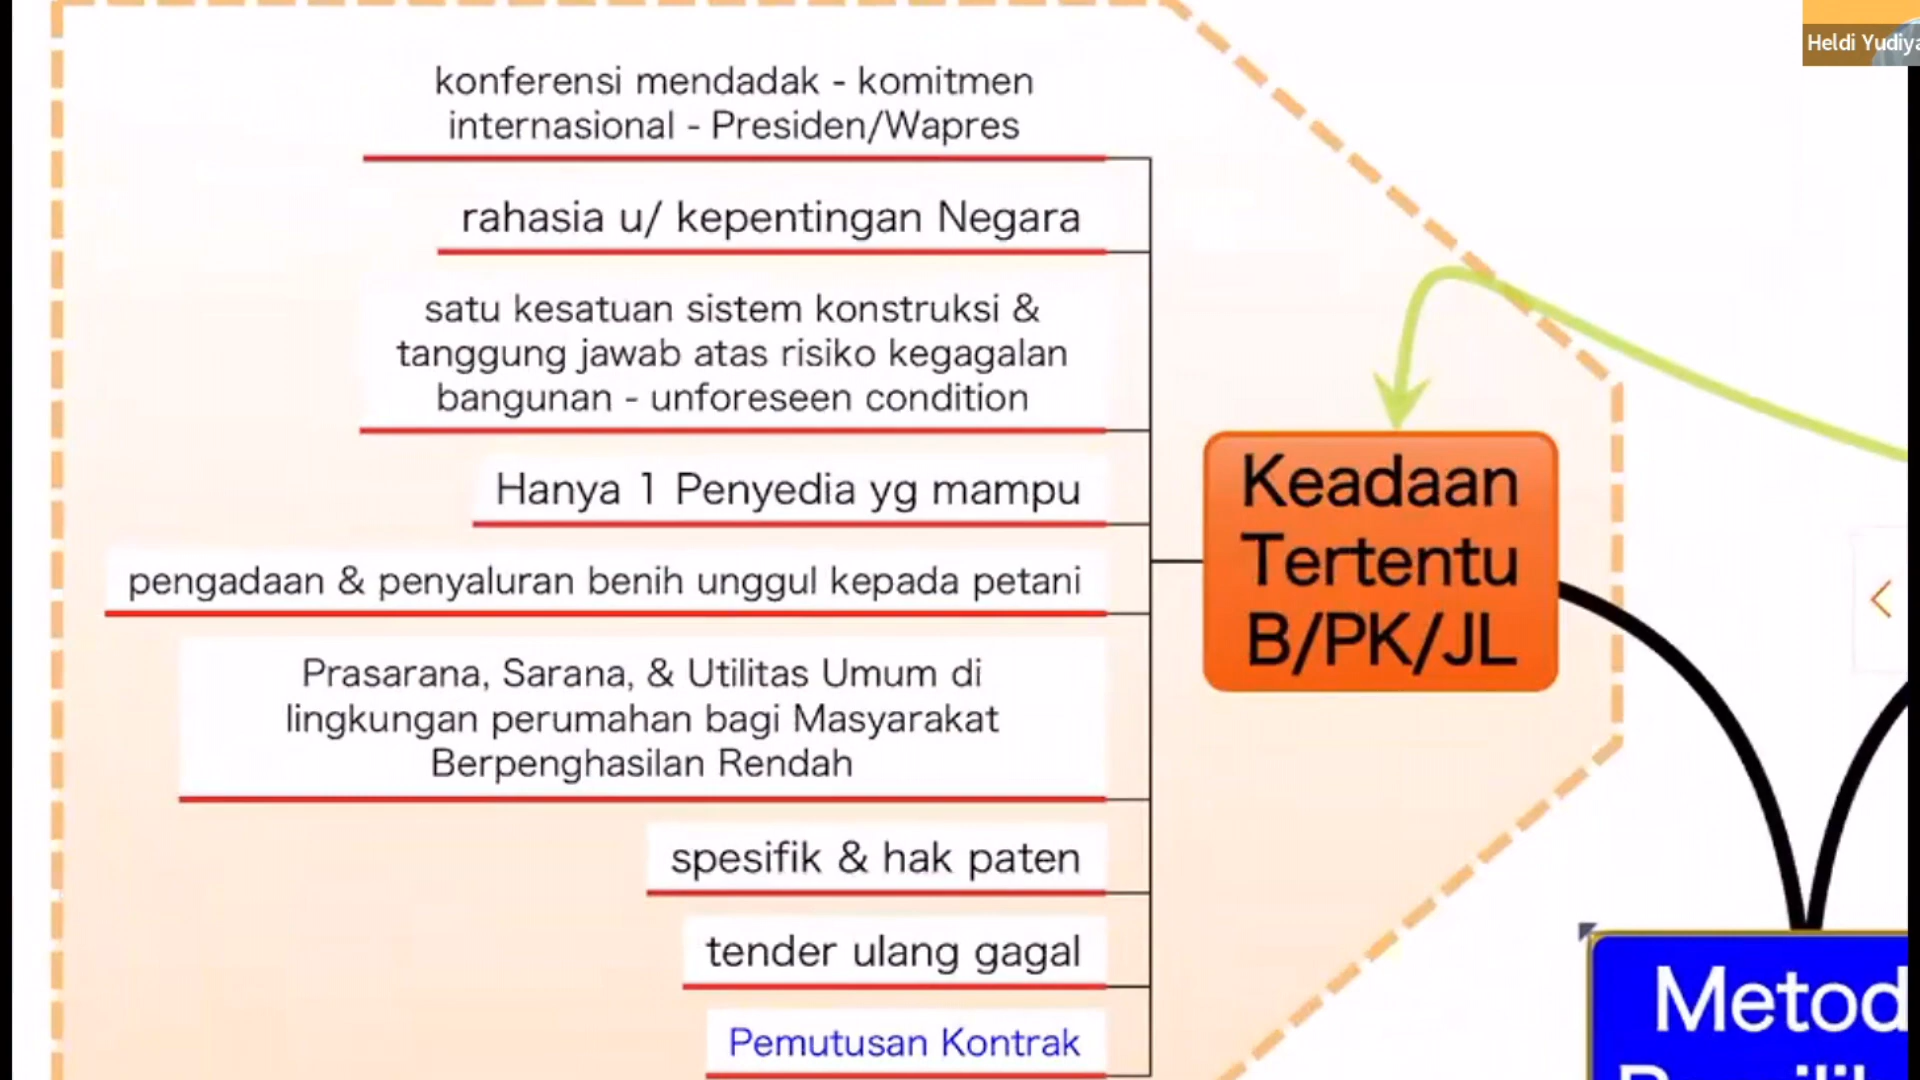 Heldi Yudiya
konferensi mendadak - komitmen
internasional - Presiden/Wapres
rahasia u/ kepentingan Negara
satu kesatuan sistem konstruksi &
tanggung jawab atas risiko kegagalan
bangunan - unforeseen condition
Hanya 1 Penyedia yg mampu
pengadaan & penyaluran benih unggul kepada petani
Prasarana, Sarana, & Utilitas Umum di
lingkungan perumahan bagi Masyarakat
Berpenghasilan Rendah
spesifik & hak paten
tender ulang gagal
Pemutusan Kontrak
Keadaan
Tertentu
B/PK/JL
Metod